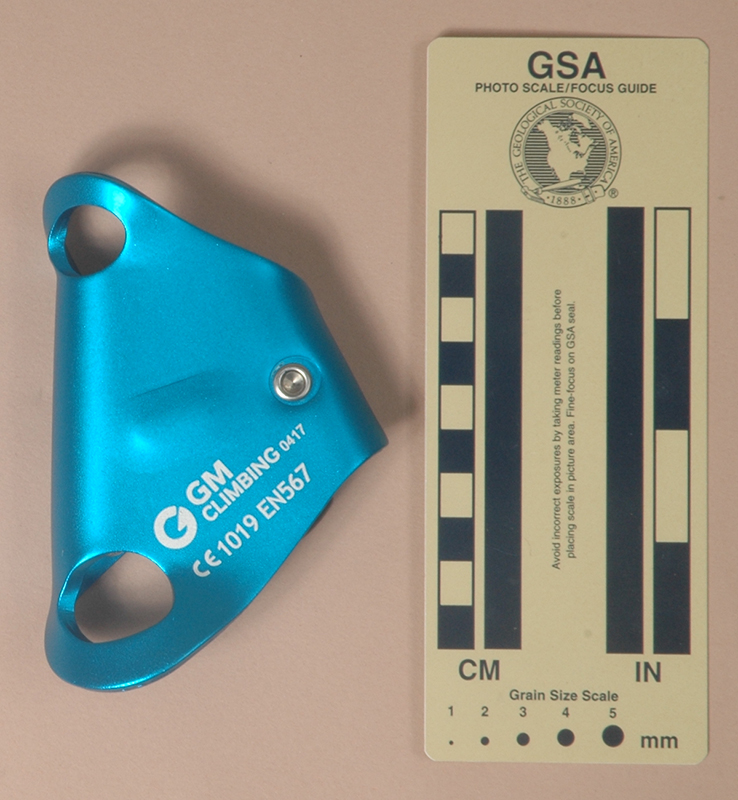 GM
CLIMBING 0417
CE 1019 EN567
GSA
PHOTO SCALE/FOCUS GUIDE
THE GEOLOGICAL SOCIETY OF AMERICA
·1888·
®
Avoid incorrect exposures by taking meter readings before
placing scale in picture area. Fine-focus on GSA seal.
CM
IN
Grain Size Scale
1 2 3 4 5
mm